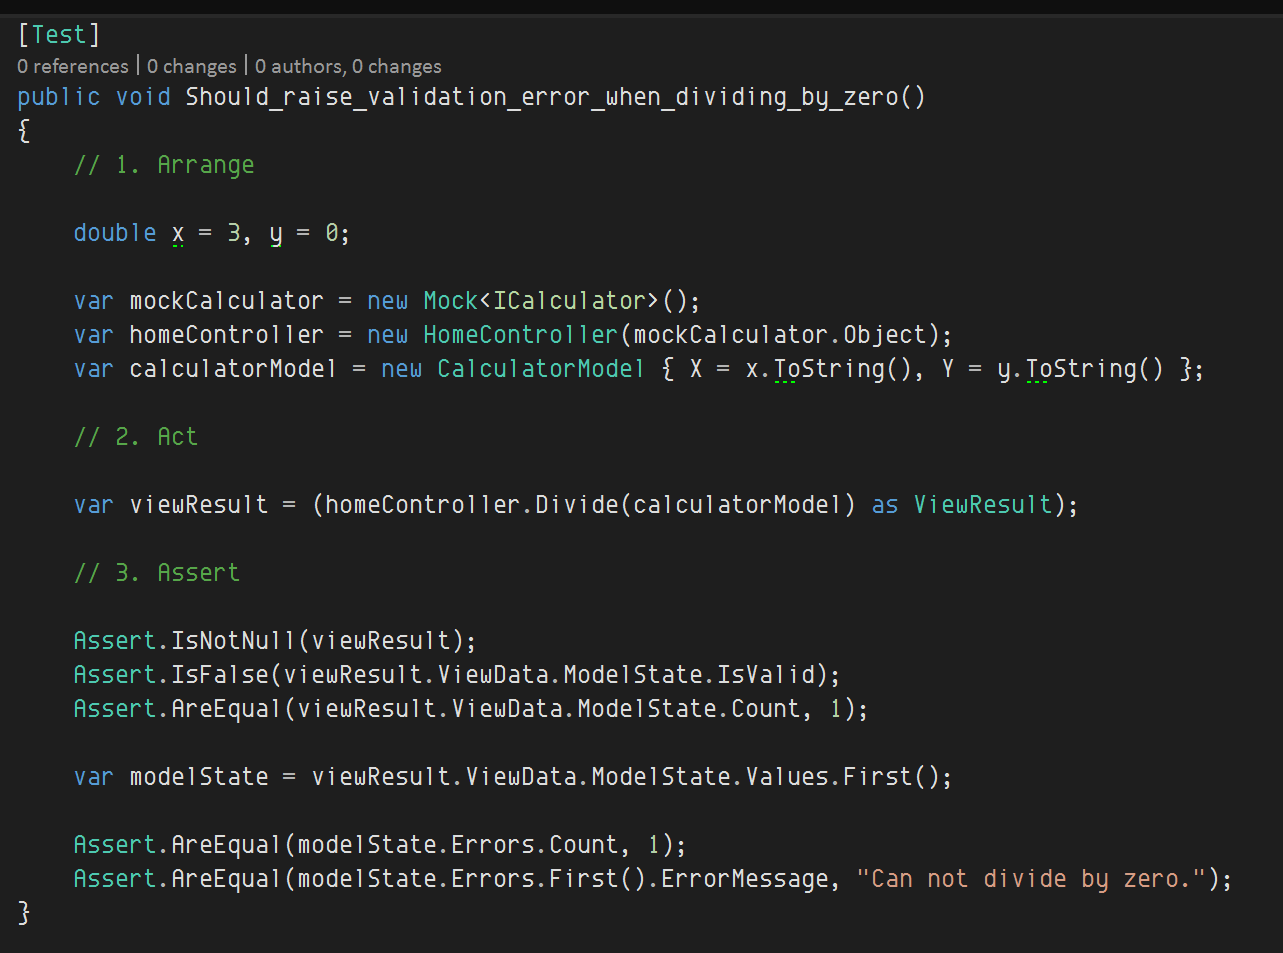 [Test]
0 references | 0 changes | 0 authors, 0 changes
public void Should_raise_validation_error_when_dividing_by_zero()
{
// 1. Arrange
double x = 3, y = 0;
var mockCalculator = new Mock<ICalculator>();
var homeController = new HomeController(mockCalculator.Object);
var calculatorModel = new CalculatorModel { X = x.ToString(), Y = y.ToString() };
// 2. Act
var viewResult = (homeController.Divide(calculatorModel) as ViewResult);
// 3. Assert
Assert.IsNotNull(viewResult);
Assert.IsFalse(viewResult.ViewData.ModelState.IsValid);
Assert.AreEqual(viewResult.ViewData.ModelState.Count, 1);
var modelState = viewResult.ViewData.ModelState.Values.First();
Assert.AreEqual(modelState.Errors.Count, 1);
Assert.AreEqual(modelState.Errors.First().ErrorMessage, "Can not divide by zero.");
}